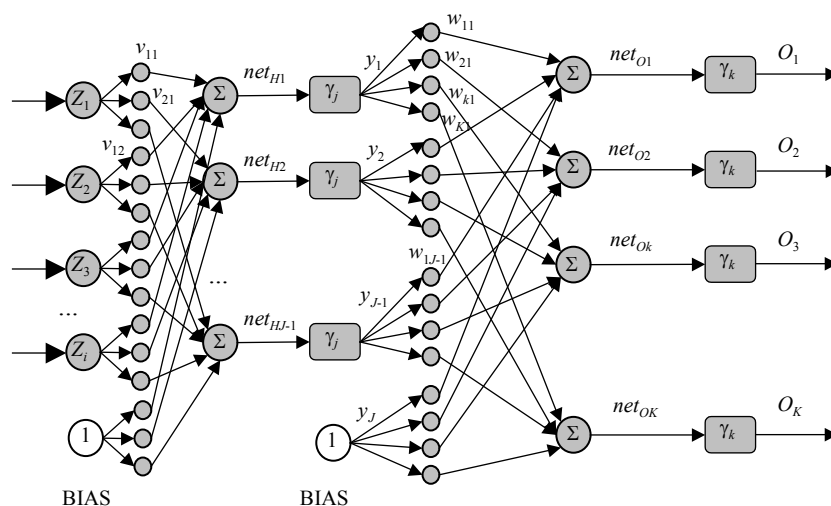 v11 netH1 y1 w11 netO1 O1
Z1 v21 Σ γj w21 Σ γk
wk1
wK1
v12 netH2 y2 netO2 O2
Z2 Σ γj Σ γk
w1J-1 netOk O3
Z3 Σ γk
...
... netHJ-1 yJ-1
Zi Σ γj
yJ netOK OK
1 1 Σ γk
BIAS BIAS